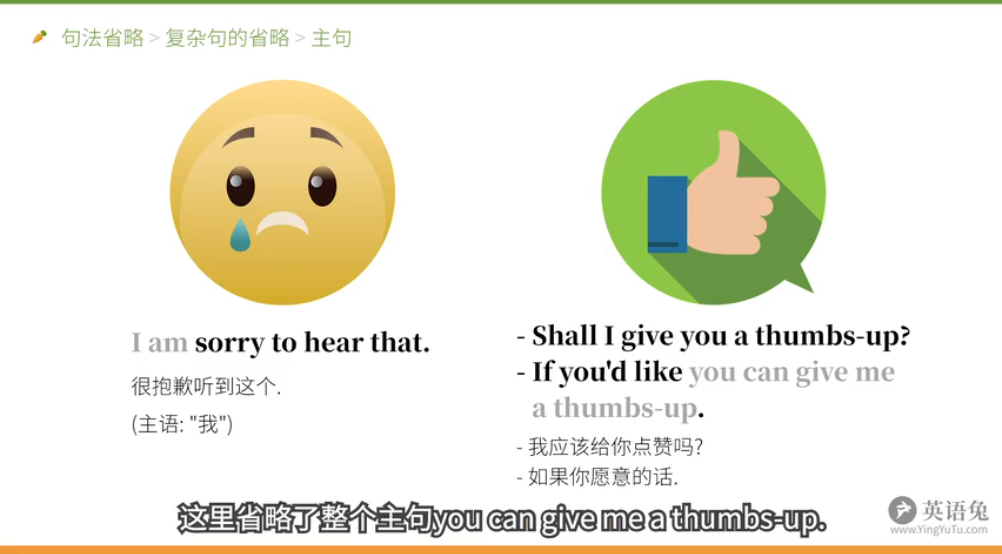 句法省略 > 复杂句的省略 > 主句
I am sorry to hear that.
很抱歉听到这个.
(主语: "我")
- Shall I give you a thumbs-up?
- If you'd like you can give me
a thumbs-up.
- 我应该给你点赞吗?
- 如果你愿意的话.
这里省略了整个主句you can give me a thumbs-up.
英语兔
www.YingYuTu.com